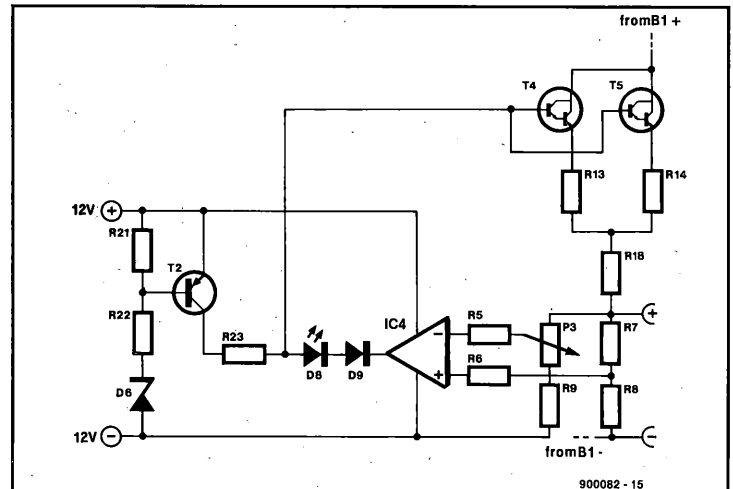 fromB1 +
T4
T5
R13
R14
12V +
R21
T2
R18
IC4
R5
P3
+
R22
R7
R23
R6
D8
D9
R9
R8
D6
12V -
fromB1 -
-
900082 - 15